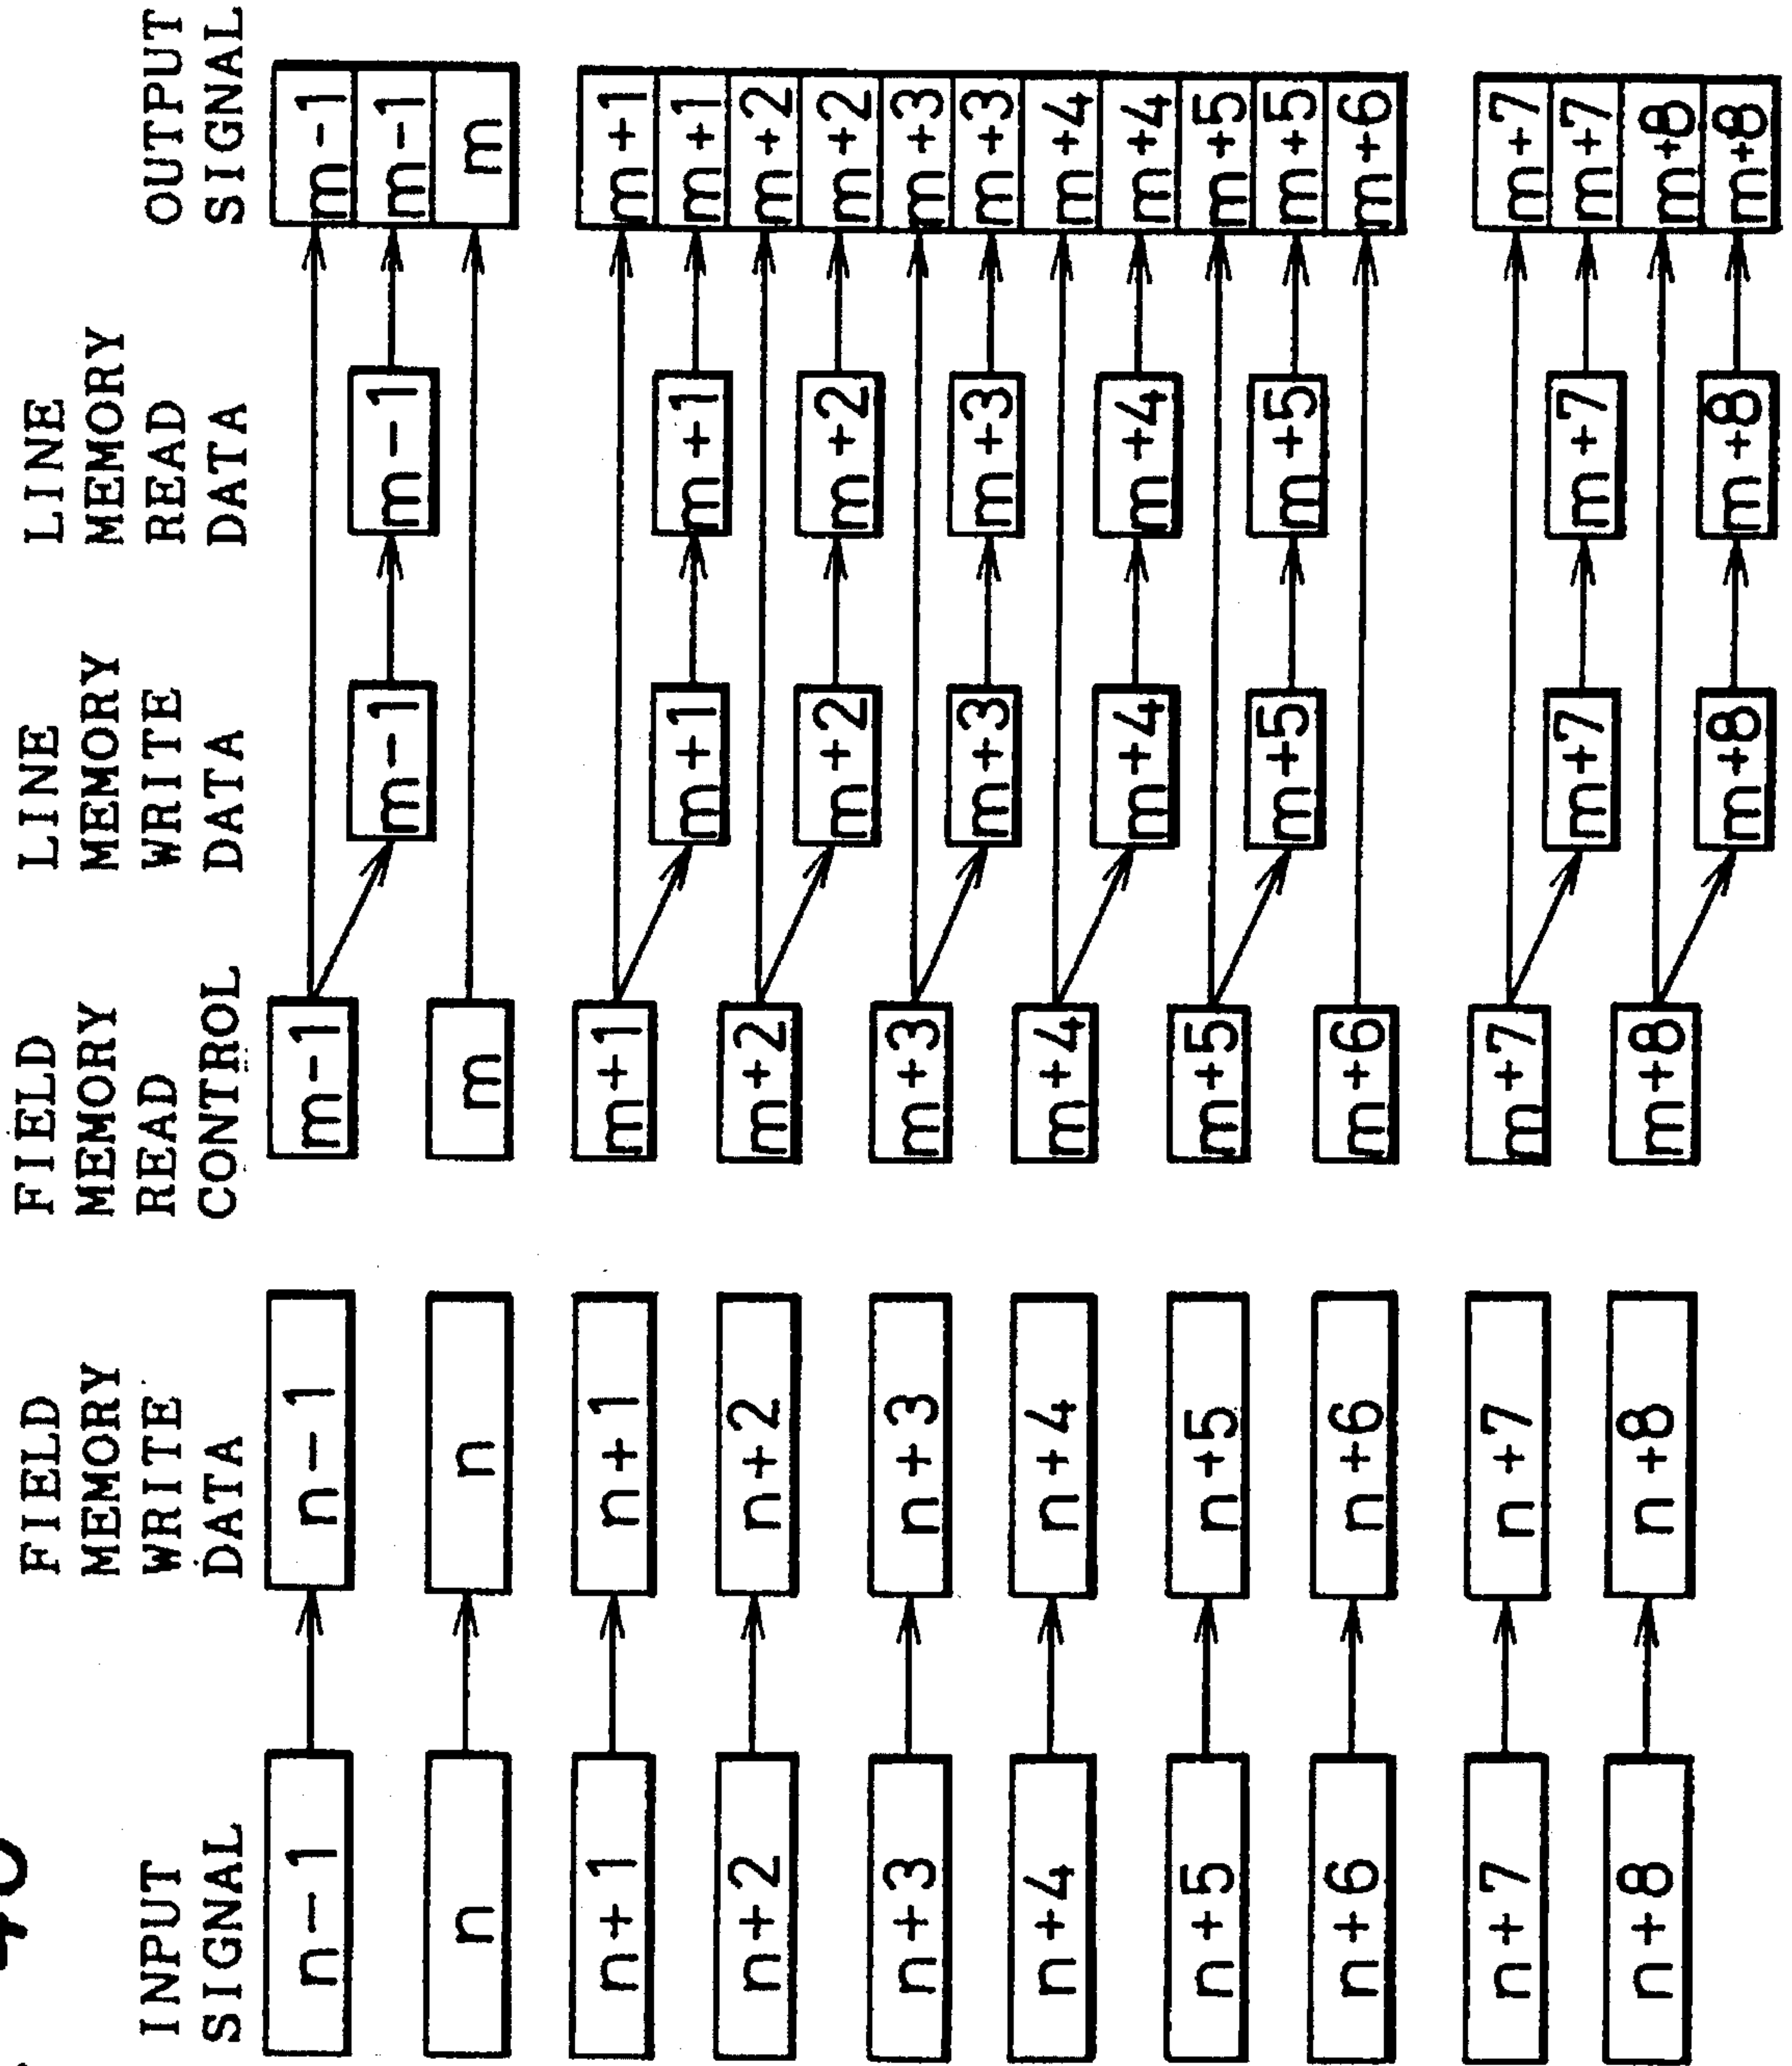 INPUT
SIGNAL
n-1
n
n+1
n+2
n+3
n+4
n+5
n+6
n+7
n+8
FIELD
MEMORY
WRITE
DATA
n-1
n
n+1
n+2
n+3
n+4
n+5
n+6
n+7
n+8
FIELD
MEMORY
READ
CONTROL
m-1
m
m+1
m+2
m+3
m+4
m+5
m+6
m+7
m+8
LINE
MEMORY
WRITE
DATA
m-1
m+1
m+2
m+3
m+4
m+5
m+7
m+8
LINE
MEMORY
READ
DATA
m-1
m+1
m+2
m+3
m+4
m+5
m+7
m+8
OUTPUT
SIGNAL
m-1
m-1
m
m+1
m+1
m+2
m+2
m+3
m+3
m+4
m+4
m+5
m+5
m+6
m+7
m+7
m+8
m+8